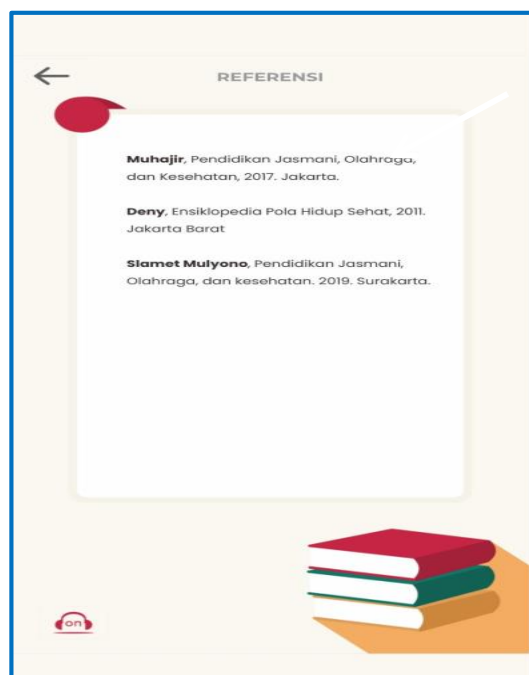 REFERENSI
Muhajir, Pendidikan Jasmani, Olahraga,
dan Kesehatan, 2017. Jakarta.
Deny, Ensiklopedia Pola Hidup Sehat, 2011.
Jakarta Barat
Slamet Mulyono, Pendidikan Jasmani,
Olahraga, dan kesehatan. 2019. Surakarta.
on